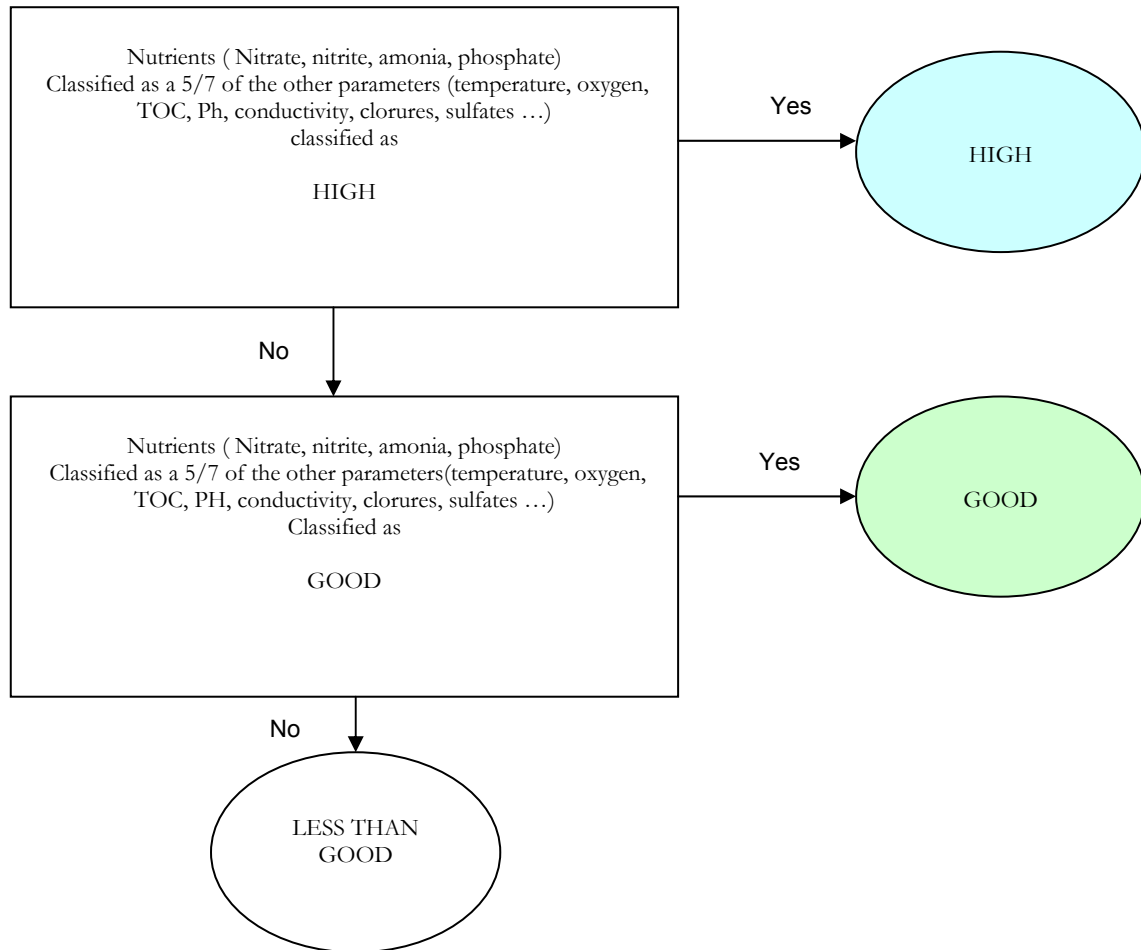 Nutrients ( Nitrate, nitrite, amonia, phosphate)
Classified as a 5/7 of the other parameters (temperature, oxygen,
TOC, Ph, conductivity, clorures, sulfates …)
classified as
HIGH
Yes
HIGH
No
Nutrients ( Nitrate, nitrite, amonia, phosphate)
Classified as a 5/7 of the other parameters(temperature, oxygen,
TOC, PH, conductivity, clorures, sulfates …)
Classified as
GOOD
Yes
GOOD
No
LESS THAN
GOOD